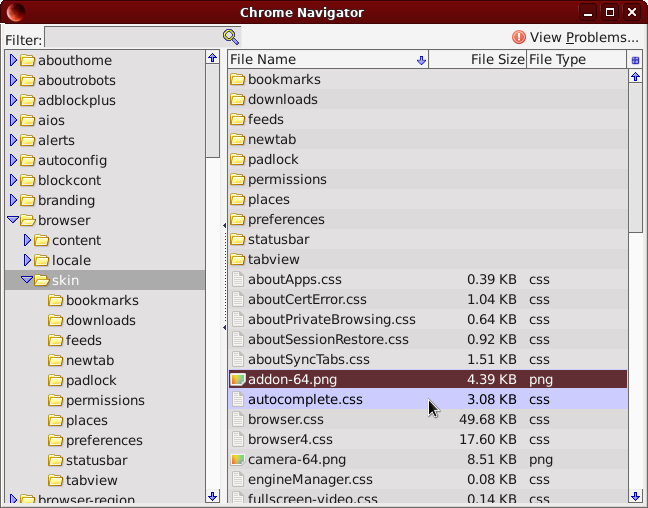 Chrome Navigator
Filter:
View Problems...
abouthome
aboutrobots
adblockplus
aios
alerts
autoconfig
blockcont
branding
browser
content
locale
skin
bookmarks
downloads
feeds
newtab
padlock
permissions
places
preferences
statusbar
tabview
browser-region
File Name File Size File Type
bookmarks
downloads
feeds
newtab
padlock
permissions
places
preferences
statusbar
tabview
aboutApps.css 0.39 KB css
aboutCertError.css 1.04 KB css
aboutPrivateBrowsing.css 0.64 KB css
aboutSessionRestore.css 0.92 KB css
aboutSyncTabs.css 1.51 KB css
addon-64.png 4.39 KB png
autocomplete.css 3.08 KB css
browser.css 49.68 KB css
browser4.css 17.60 KB css
camera-64.png 8.51 KB png
engineManager.css 0.08 KB css
fullscreen-video.css 0.14 KB css